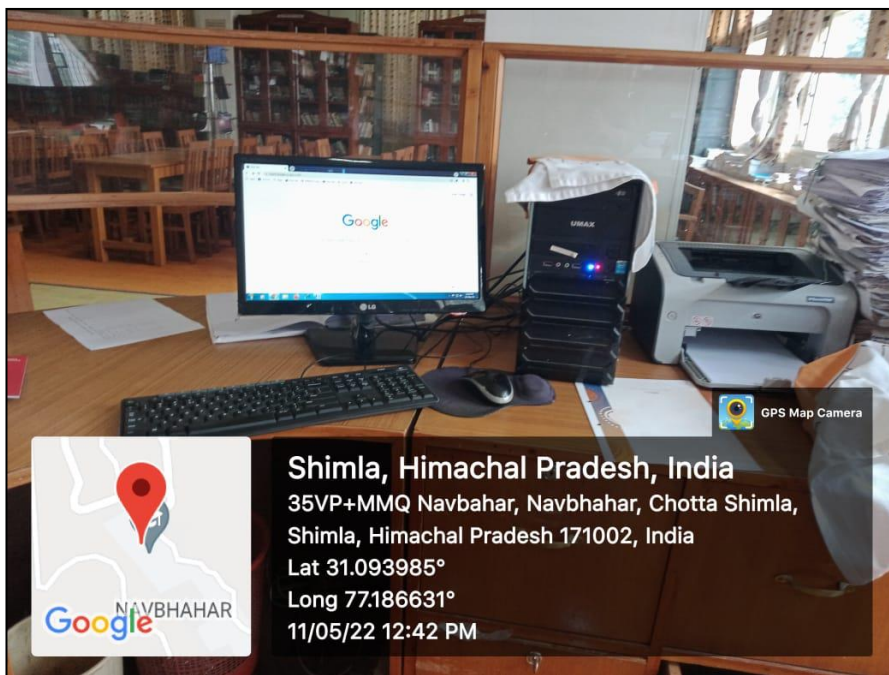 Google
LG
UMAX
GPS Map Camera
Shimla, Himachal Pradesh, India
35VP+MMQ Navbahar, Navbhahar, Chotta Shimla,
Shimla, Himachal Pradesh 171002, India
Lat 31.093985°
Long 77.186631°
11/05/22 12:42 PM
NAVBHAHAR
Google